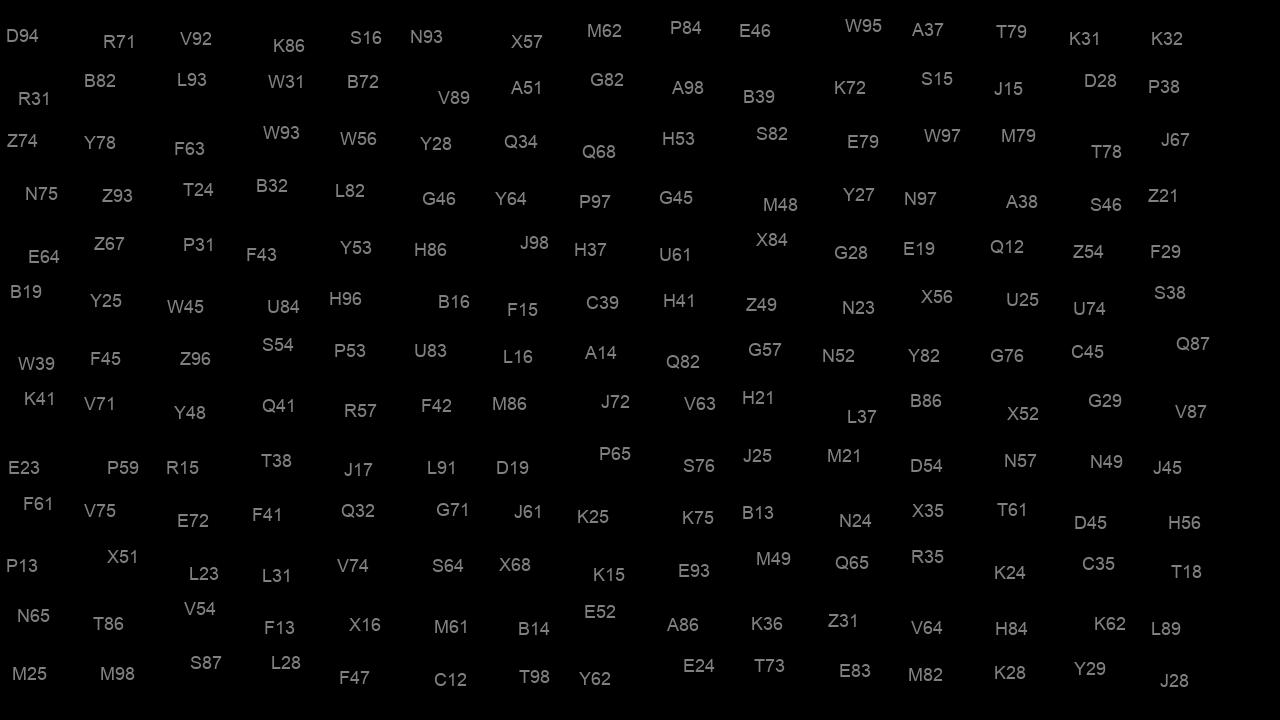 D94 R71 V92 K86 S16 N93 X57 M62 P84 E46 W95 A37 T79 K31 K32
R31 B82 L93 W31 B72 V89 A51 G82 A98 B39 K72 S15 J15 D28 P38
Z74 Y78 F63 W93 W56 Y28 Q34 Q68 H53 S82 E79 W97 M79 T78 J67
N75 Z93 T24 B32 L82 G46 Y64 P97 G45 M48 Y27 N97 A38 S46 Z21
E64 Z67 P31 F43 Y53 H86 J98 H37 U61 X84 G28 E19 Q12 Z54 F29
B19 Y25 W45 U84 H96 B16 F15 C39 H41 Z49 N23 X56 U25 U74 S38
W39 F45 Z96 S54 P53 U83 L16 A14 Q82 G57 N52 Y82 G76 C45 Q87
K41 V71 Y48 Q41 R57 F42 M86 J72 V63 H21 L37 B86 X52 G29 V87
E23 P59 R15 T38 J17 L91 D19 P65 S76 J25 M21 D54 N57 N49 J45
F61 V75 E72 F41 Q32 G71 J61 K25 K75 B13 N24 X35 T61 D45 H56
P13 X51 L23 L31 V74 S64 X68 K15 E93 M49 Q65 R35 K24 C35 T18
N65 T86 V54 F13 X16 M61 B14 E52 A86 K36 Z31 V64 H84 K62 L89
M25 M98 S87 L28 F47 C12 T98 Y62 E24 T73 E83 M82 K28 Y29 J28